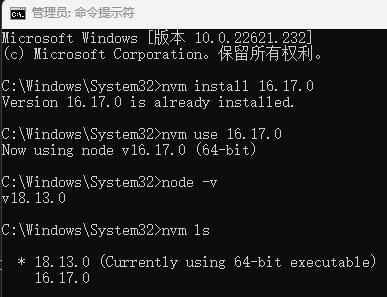 管理员: 命令提示符
Microsoft Windows [版本 10.0.22621.232]
(c) Microsoft Corporation。保留所有权利。
C:\Windows\System32>nvm install 16.17.0
Version 16.17.0 is already installed.
C:\Windows\System32>nvm use 16.17.0
Now using node v16.17.0 (64-bit)
C:\Windows\System32>node -v
v18.13.0
C:\Windows\System32>nvm ls
* 18.13.0 (Currently using 64-bit executable)
16.17.0